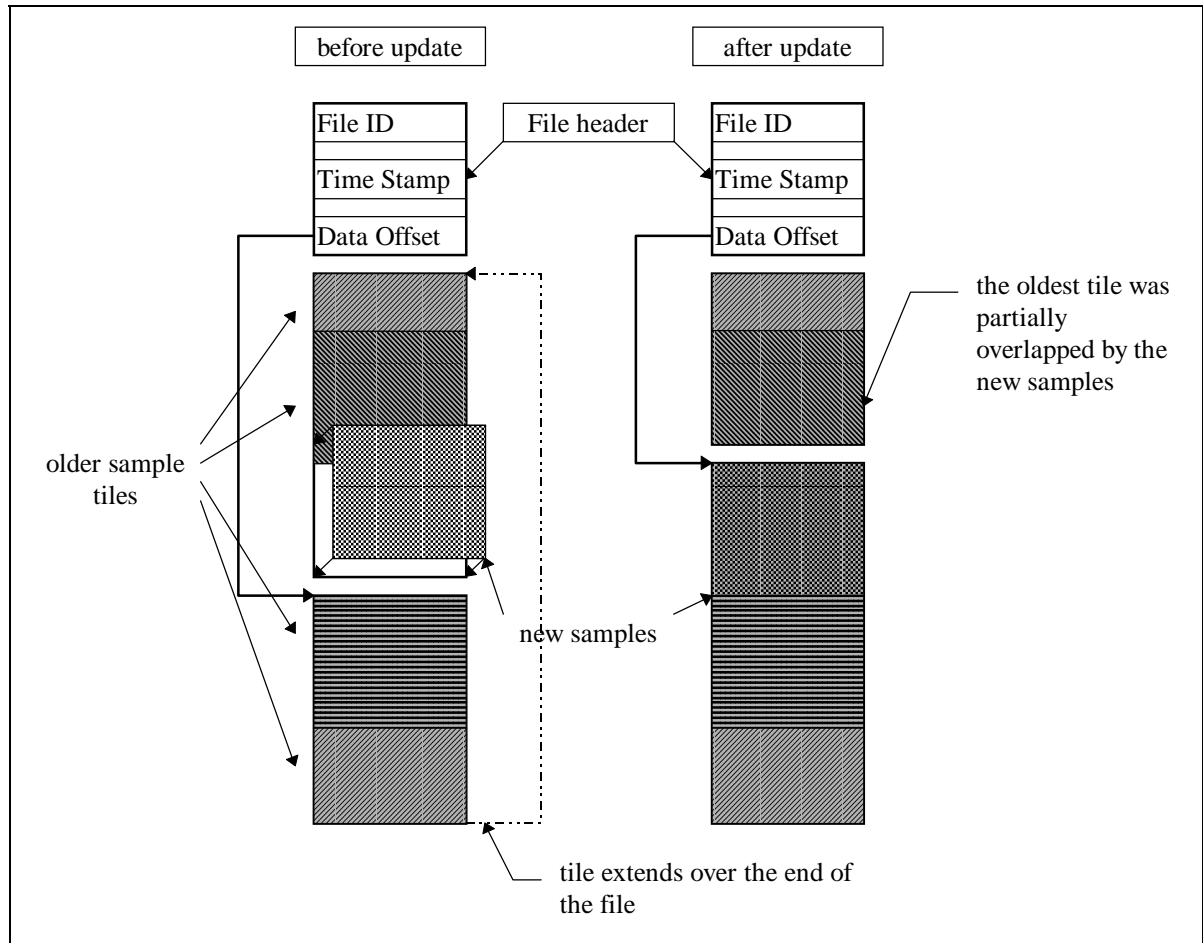 before update
after update
File ID
File header
File ID
Time Stamp
Time Stamp
Data Offset
Data Offset
the oldest tile was
partially
overlapped by the
new samples
older sample
tiles
new samples
tile extends over the end of
the file